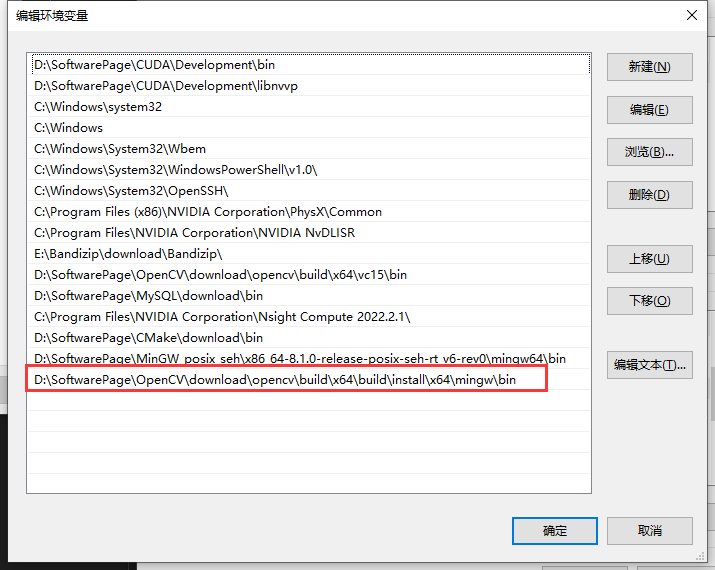 编辑环境变量
D:\SoftwarePage\CUDA\Development\bin
D:\SoftwarePage\CUDA\Development\libnvvp
C:\Windows\system32
C:\Windows
C:\Windows\System32\Wbem
C:\Windows\System32\WindowsPowerShell\v1.0\
C:\Windows\System32\OpenSSH\
C:\Program Files (x86)\NVIDIA Corporation\PhysX\Common
C:\Program Files\NVIDIA Corporation\NVIDIA NvDLISR
E:\Bandizip\download\Bandizip\
D:\SoftwarePage\OpenCV\download\opencv\build\x64\vc15\bin
D:\SoftwarePage\MySQL\download\bin
C:\Program Files\NVIDIA Corporation\Nsight Compute 2022.2.1\
D:\SoftwarePage\CMake\download\bin
D:\SoftwarePage\MinGW_posix_seh\x86_64-8.1.0-release-posix-seh-rt_v6-rev0\mingw64\bin
D:\SoftwarePage\OpenCV\download\opencv\build\x64\build\install\x64\mingw\bin
新建(N)
编辑(E)
浏览(B)...
删除(D)
上移(U)
下移(O)
编辑文本(T)...
确定
取消